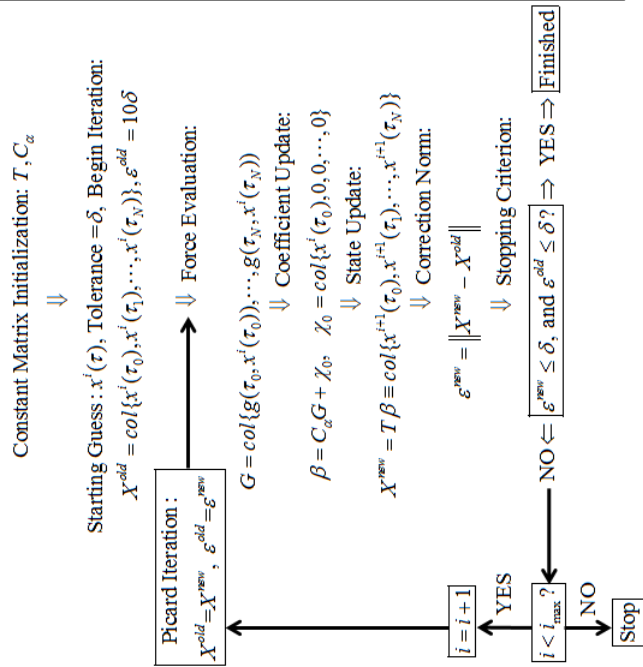 Constant Matrix Initialization: T, C_α
⇓
Starting Guess : x^i(τ), Tolerance = δ, Begin Iteration:
X^old = col{x^i(τ_0), x^i(τ_1), ⋯, x^i(τ_N)}, ε^old = 10δ
Picard Iteration :
X^old = X^new, ε^old = ε^new
⇓ Force Evaluation:
G = col{g(τ_0, x^i(τ_0)), ⋯, g(τ_N, x^i(τ_N))
⇓ Coefficient Update:
β = C_α G + χ_0, χ_0 = col{x^i(τ_0), 0, 0, ⋯, 0}
⇓ State Update:
X^new = T β ≡ col{x^{i+1}(τ_0), x^{i+1}(τ_1), ⋯, x^{i+1}(τ_N)}
⇓ Correction Norm:
ε^new = ‖X^new − X^old‖
⇓ Stopping Criterion:
i = i + 1
YES
i < i_max ?
NO ⇐ ε^new ≤ δ, and ε^old ≤ δ? ⇒ YES ⇒ Finished
NO
Stop